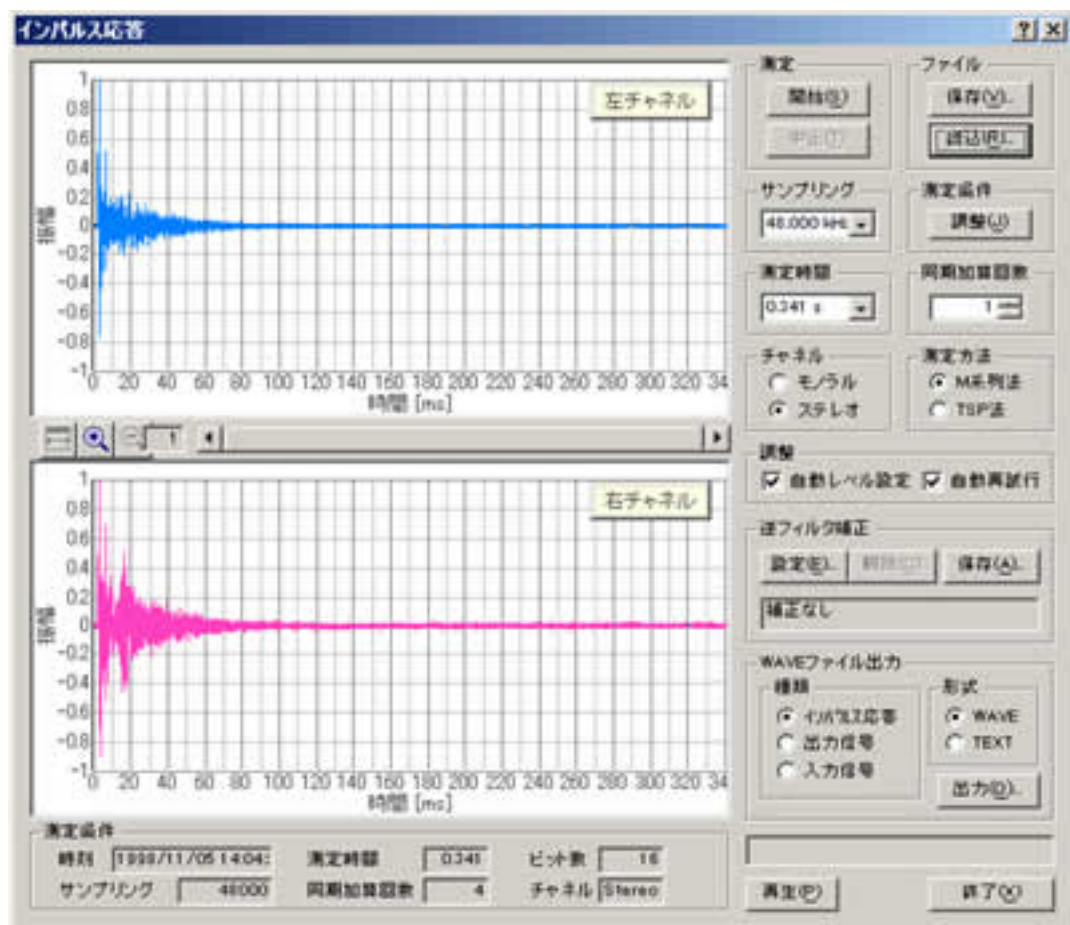 インパルス応答
左チャネル
1
0.8
0.6
0.4
0.2
0
-0.2
-0.4
-0.6
-0.8
-1
振幅
0 20 40 60 80 100 120 140 160 180 200 220 240 260 280 300 320 34
時間 [ms]
1
右チャネル
1
0.8
0.6
0.4
0.2
0
-0.2
-0.4
-0.6
-0.8
-1
振幅
0 20 40 60 80 100 120 140 160 180 200 220 240 260 280 300 320 34
時間 [ms]
測定条件
時刻 1998/11/05 14:04: 測定時間 0.341 ビット数 16
サンプリング 48000 同期加算回数 4 チャネル Stereo
測定
開始(S)
中止(T)
ファイル
保存(V)...
読込(R)...
サンプリング
48.000 kHz
測定条件
調整(J)
測定時間
0.341 s
同期加算回数
1
チャネル
モノラル
ステレオ
測定方法
M系列法
TSP法
調整
自動レベル設定 自動再試行
逆フィルタ補正
設定(E)... 保存(A)...
補正なし
WAVEファイル出力
種類
インパルス応答
出力信号
入力信号
形式
WAVE
TEXT
出力(O)...
再生(P)
終了(X)